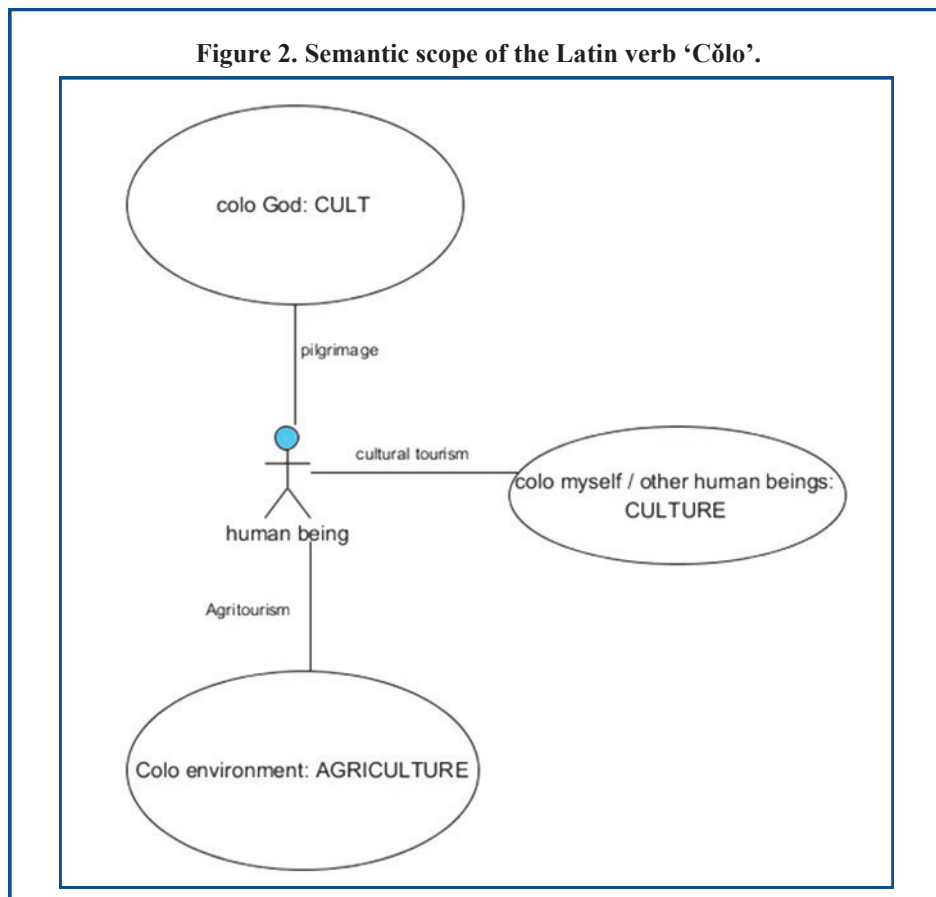 Figure 2. Semantic scope of the Latin verb ‘Cǒlo’.
colo God: CULT
pilgrimage
cultural tourism
colo myself / other human beings:
CULTURE
human being
Agritourism
Colo environment: AGRICULTURE